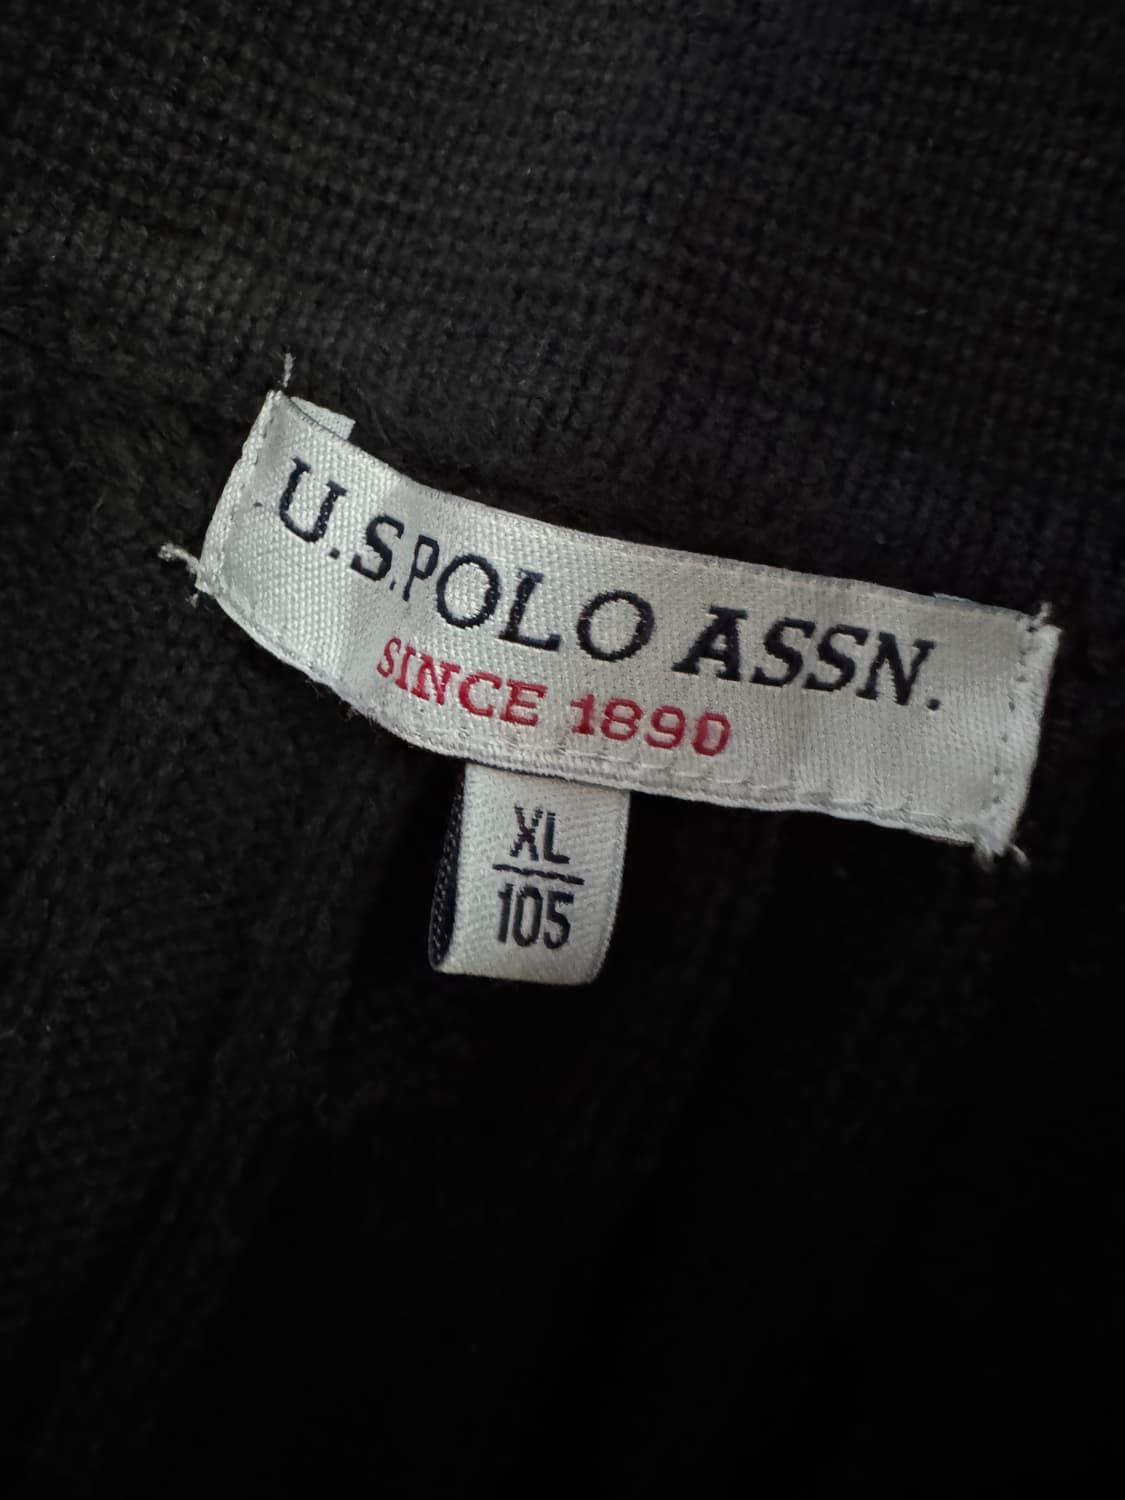 U.S. POLO ASSN.
SINCE 1890
XL
105